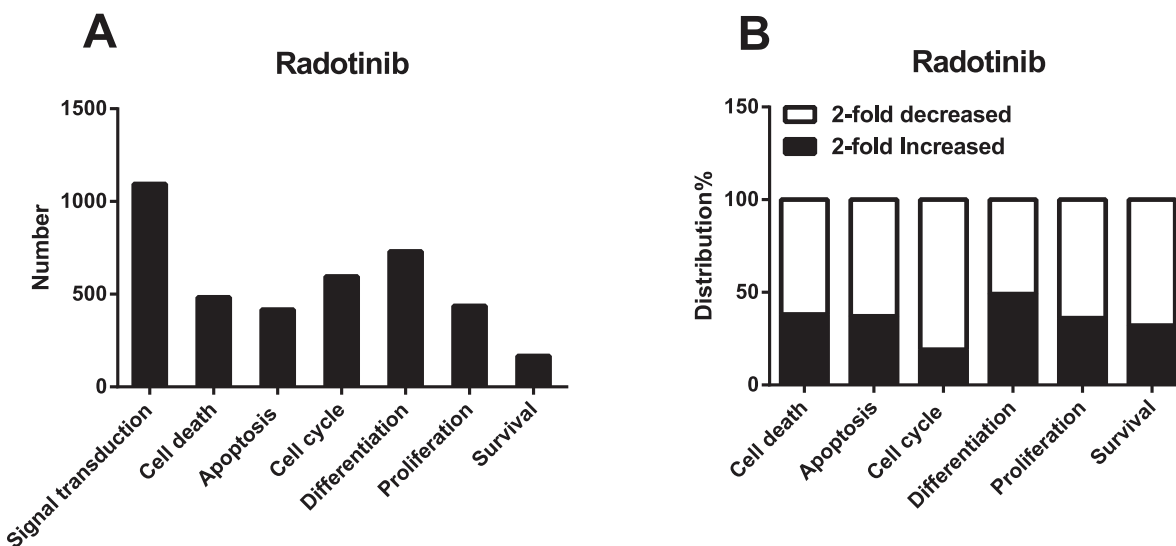 A
Radotinib
Number
1500
1000
500
0
Signal transduction
Cell death
Apoptosis
Cell cycle
Differentiation
Proliferation
Survival
B
Radotinib
Distribution%
150
100
50
0
2-fold decreased
2-fold Increased
Cell death
Apoptosis
Cell cycle
Differentiation
Proliferation
Survival